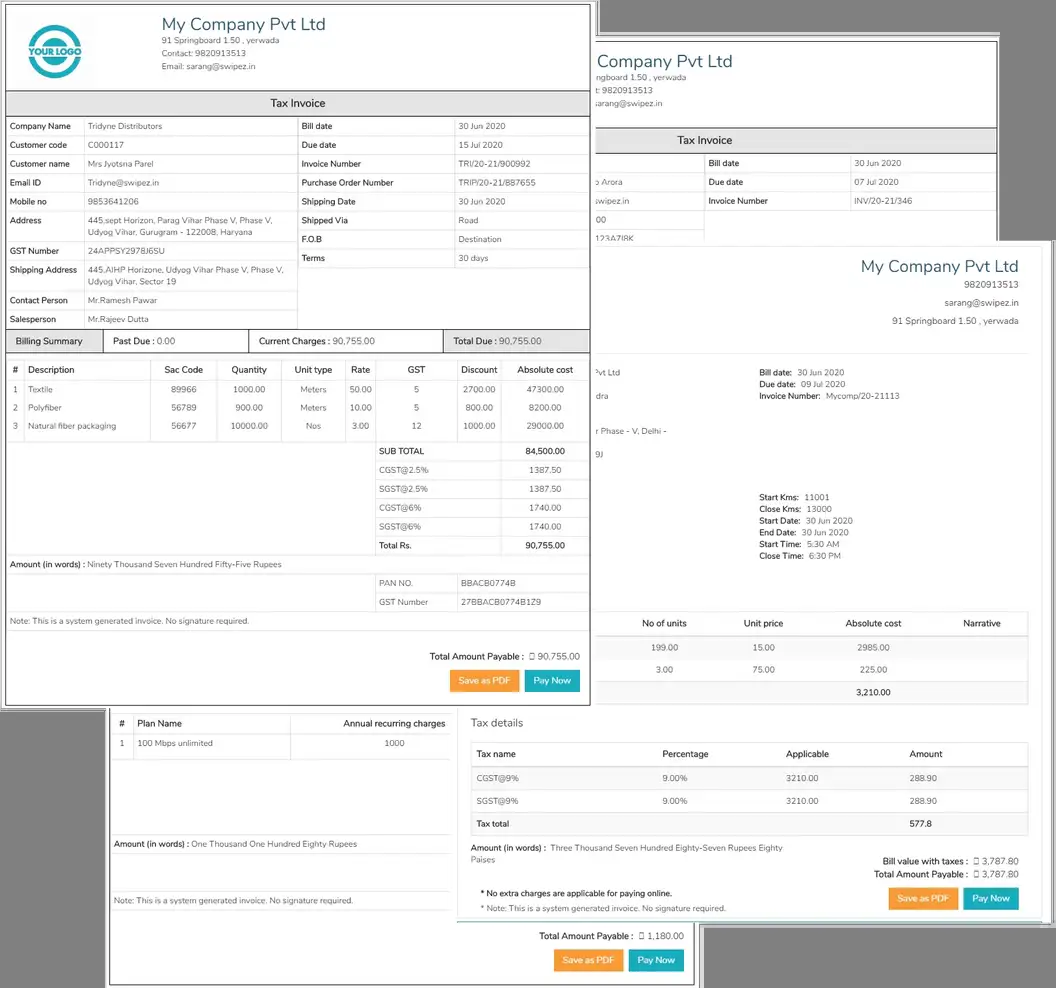 YOUR LOGO
My Company Pvt Ltd
91 Springboard 1.50 , yerwada
Contact: 9820913513
Email: sarang@swipez.in
Tax Invoice
Company Name Tridyne Distributors Bill date 30 Jun 2020
Customer code C000117 Due date 15 Jul 2020
Customer name Mrs Jyotsna Parel Invoice Number TRI/20-21/900992
Email ID Tridyne@swipez.in Purchase Order Number TRIP/20-21/887655
Mobile no 9853641206 Shipping Date 30 Jun 2020
Address 445,sept Horizon, Parag Vihar Phase V, Phase V, Shipped Via Road
Udyog Vihar, Gurugram - 122008, Haryana
F.O.B Destination
GST Number 24APPSY2978J6SU Terms 30 days
Shipping Address 445,AIHP Horizone, Udyog Vihar Phase V, Phase V,
Udyog Vihar, Sector 19
Contact Person Mr.Ramesh Pawar
Salesperson Mr.Rajeev Dutta
Billing Summary Past Due : 0.00 Current Charges : 90,755.00 Total Due : 90,755.00
# Description Sac Code Quantity Unit type Rate GST Discount Absolute cost
1 Textile 89966 1000.00 Meters 50.00 5 2700.00 47300.00
2 Polyfiber 56789 900.00 Meters 10.00 5 800.00 8200.00
3 Natural fiber packaging 56677 10000.00 Nos 3.00 12 1000.00 29000.00
SUB TOTAL 84,500.00
CGST@2.5% 1387.50
SGST@2.5% 1387.50
CGST@6% 1740.00
SGST@6% 1740.00
Total Rs. 90,755.00
Amount (in words) : Ninety Thousand Seven Hundred Fifty-Five Rupees
PAN NO. BBACB0774B
GST Number 27BBACB0774B1Z9
Note: This is a system generated invoice. No signature required.
Total Amount Payable : 90,755.00
Save as PDF Pay Now
Company Pvt Ltd
ngboard 1.50 , yerwada
t: 9820913513
sarang@swipez.in
Tax Invoice
Bill date 30 Jun 2020
o Arora Due date 07 Jul 2020
swipez.in Invoice Number INV/20-21/346
00
My Company Pvt Ltd
9820913513
sarang@swipez.in
91 Springboard 1.50 , yerwada
Pvt Ltd Bill date: 30 Jun 2020
Due date: 09 Jul 2020
dra Invoice Number: Mycomp/20-21113
r Phase - V, Delhi -
9J
Start Kms: 11001
Close Kms: 13000
Start Date: 30 Jun 2020
End Date: 30 Jun 2020
Start Time: 5:30 AM
Close Time: 6:30 PM
No of units Unit price Absolute cost Narrative
199.00 15.00 2985.00
3.00 75.00 225.00
3,210.00
Tax details
Tax name Percentage Applicable Amount
CGST@9% 9.00% 3210.00 288.90
SGST@9% 9.00% 3210.00 288.90
Tax total 577.8
Amount (in words) : Three Thousand Seven Hundred Eighty-Seven Rupees Eighty
Paises
Bill value with taxes : 3,787.80
Total Amount Payable : 3,787.80
* No extra charges are applicable for paying online.
Save as PDF Pay Now
* Note: This is a system generated invoice. No signature required.
# Plan Name Annual recurring charges
1 100 Mbps unlimited 1000
Amount (in words) : One Thousand One Hundred Eighty Rupees
Note: This is a system generated invoice. No signature required.
Total Amount Payable : 1,180.00
Save as PDF Pay Now